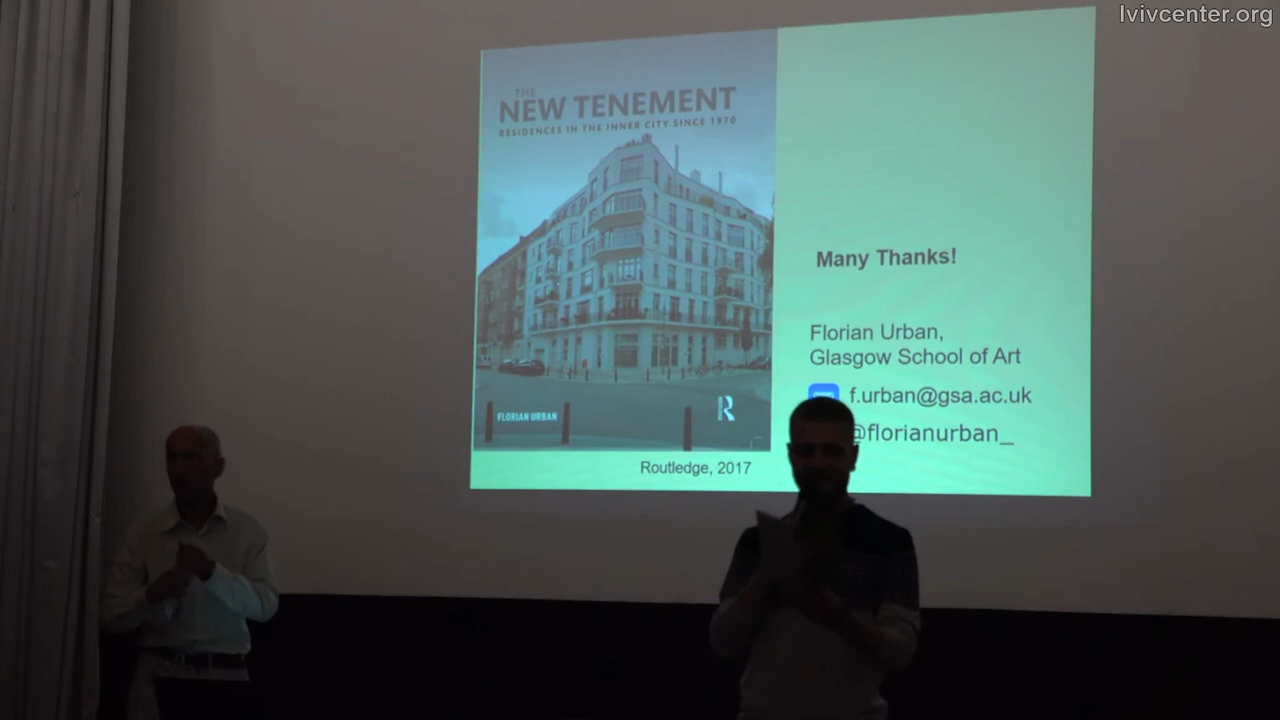 lvivcenter.org
THE
NEW TENEMENT
RESIDENCES IN THE INNER CITY SINCE 1970
FLORIAN URBAN
R
Routledge, 2017
Many Thanks!
Florian Urban,
Glasgow School of Art
f.urban@gsa.ac.uk
@florianurban_